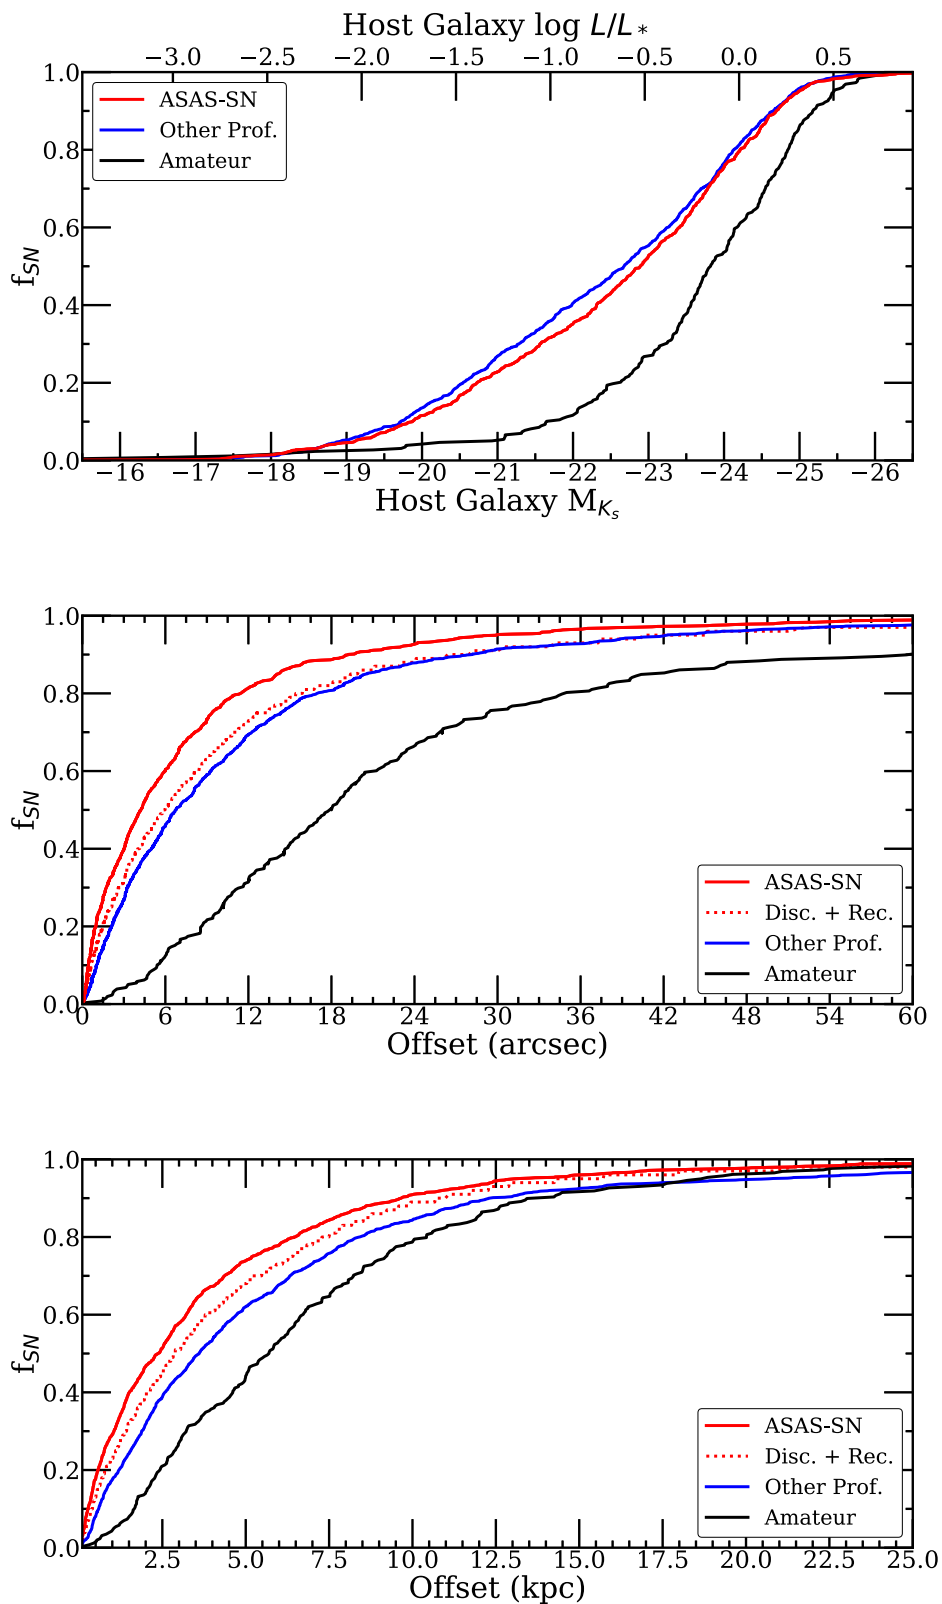 Host Galaxy log L/L*
−3.0 −2.5 −2.0 −1.5 −1.0 −0.5 0.0 0.5
1.0
0.8
0.6
0.4
0.2
0.0
f_SN
ASAS-SN
Other Prof.
Amateur
−16 −17 −18 −19 −20 −21 −22 −23 −24 −25 −26
Host Galaxy M_Ks
1.0
0.8
0.6
0.4
0.2
0.0
f_SN
ASAS-SN
Disc. + Rec.
Other Prof.
Amateur
0 6 12 18 24 30 36 42 48 54 60
Offset (arcsec)
1.0
0.8
0.6
0.4
0.2
0.0
f_SN
ASAS-SN
Disc. + Rec.
Other Prof.
Amateur
2.5 5.0 7.5 10.0 12.5 15.0 17.5 20.0 22.5 25.0
Offset (kpc)